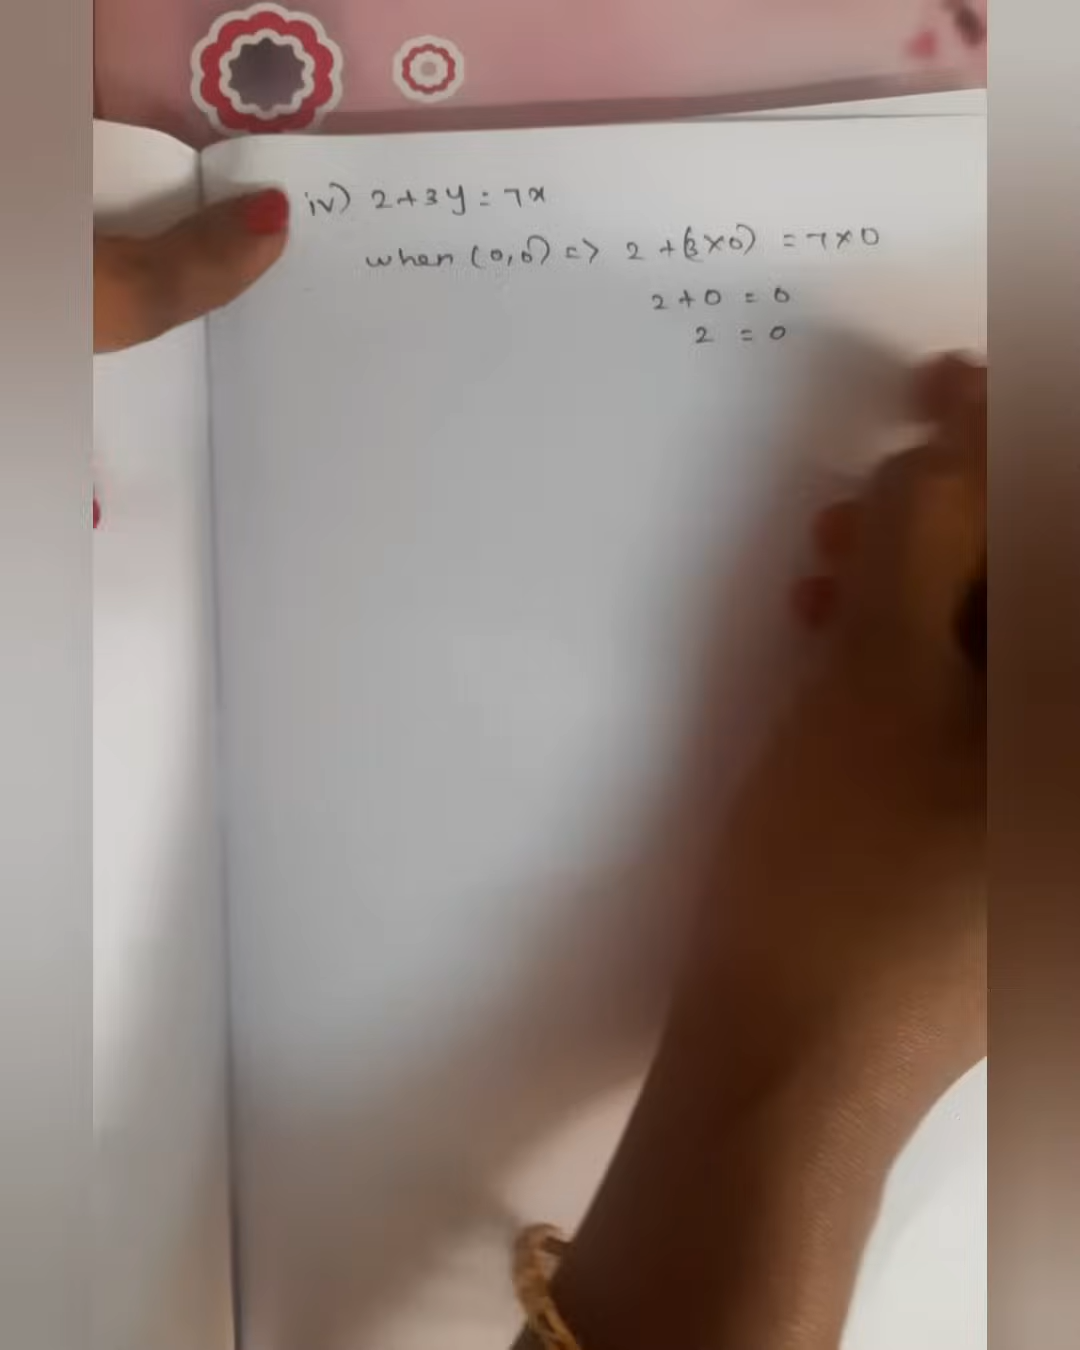 iv) 2+3y = 7x
when (0,0) => 2 +(3×0) = 7×0
2+0 = 0
2 = 0